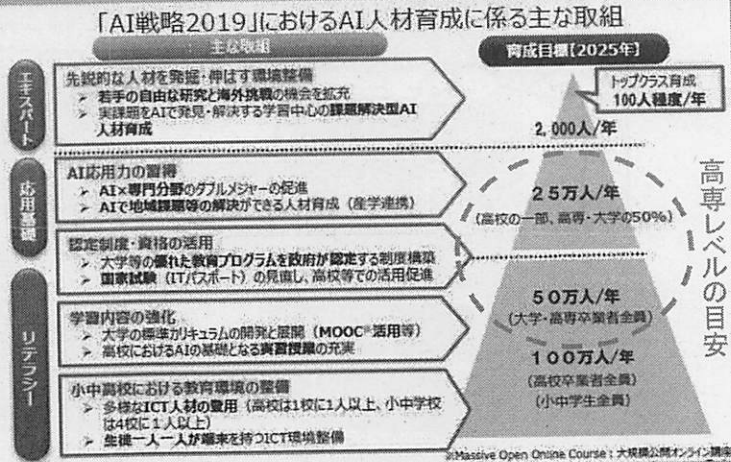 「AI戦略2019」におけるAI人材育成に係る主な取組
主な取組
育成目標【2025年】
エキスパート
先鋭的な人材を発掘・伸ばす環境整備
➢ 若手の自由な研究と海外挑戦の機会を拡充
➢ 実課題をAIで発見・解決する学習中心の課題解決型AI
人材育成
トップクラス育成
100人程度/年
2,000人/年
応用基礎
AI応用力の習得
➢ AI×専門分野のダブルメジャーの促進
➢ AIで地域課題等の解決ができる人材育成（産学連携）
25万人/年
(高校の一部、高専・大学の50%)
認定制度・資格の活用
➢ 大学等の優れた教育プログラムを政府が認定する制度構築
➢ 国家試験（ITパスポート）の見直し、高校等での活用促進
リテラシー
学習内容の強化
➢ 大学の標準カリキュラムの開発と展開（MOOC※活用等）
➢ 高校におけるAIの基礎となる実習授業の充実
50万人/年
(大学・高専卒業者全員)
小中高校における教育環境の整備
➢ 多様なICT人材の登用（高校は1校に1人以上、小中学校
は4校に1人以上）
➢ 生徒一人一人が端末を持つICT環境整備
100万人/年
(高校卒業者全員)
(小中学生全員)
高専レベルの目安
※Massive Open Online Course：大規模公開オンライン講座